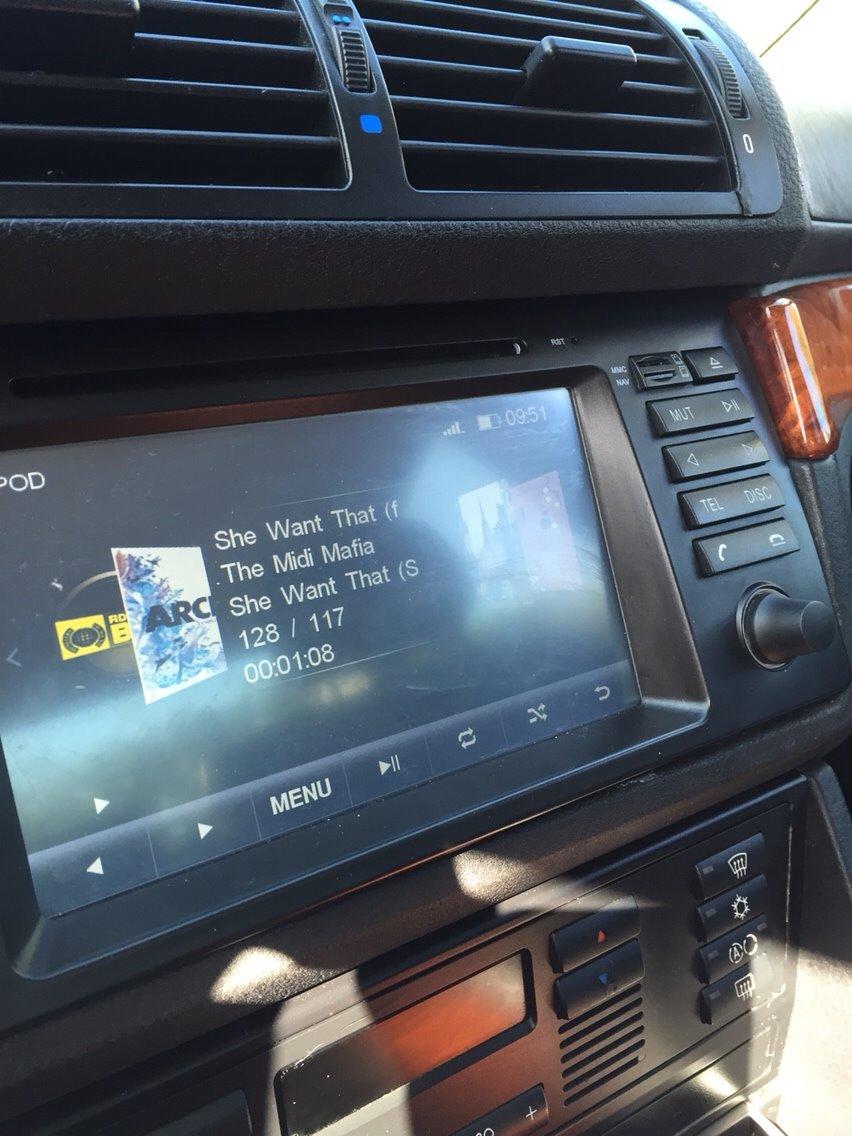 0
RST
MMC
NAV
MUT
TEL DISC
09:51
POD
She Want That (f
The Midi Mafia
She Want That (S
128 / 117
00:01:08
ARC
MENU
A
+